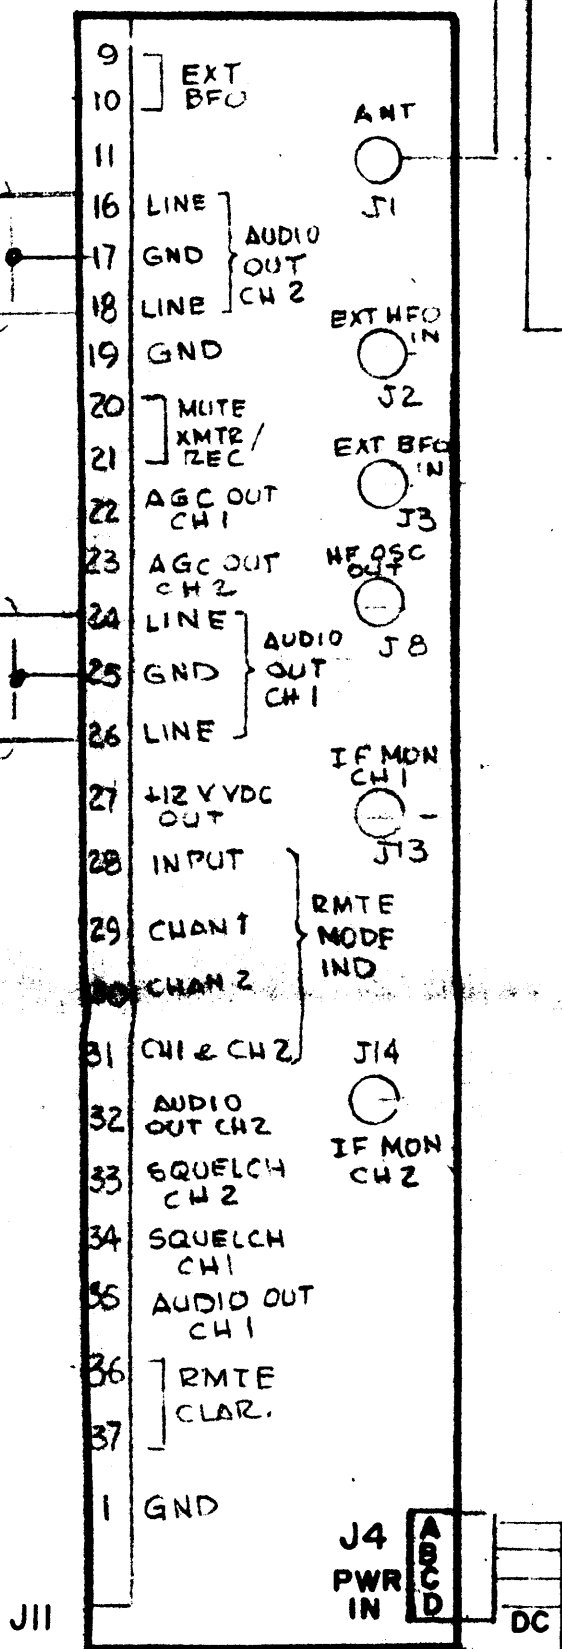 9
10
EXT
BFO
11
16 LINE
17 GND
18 LINE
AUDIO
OUT
CH 2
19 GND
20
21
MUTE
XMTR/
REC
22 AGC OUT
CH 1
23 AGC OUT
CH 2
24 LINE
25 GND
26 LINE
AUDIO
OUT
CH 1
27 +12 V VDC
OUT
28 INPUT
29 CHAN 1
30 CHAN 2
31 CH1 & CH2
RMTE
MODE
IND
32 AUDIO
OUT CH2
33 SQUELCH
CH 2
34 SQUELCH
CH 1
35 AUDIO OUT
CH 1
36
37
RMTE
CLAR.
1 GND
J11
ANT
J1
EXT HFO
IN
J2
EXT BFO
IN
J3
HF OSC
OUT
J8
IF MON
CH 1
J13
J14
IF MON
CH 2
J4
PWR
IN
A
B
C
D
DC